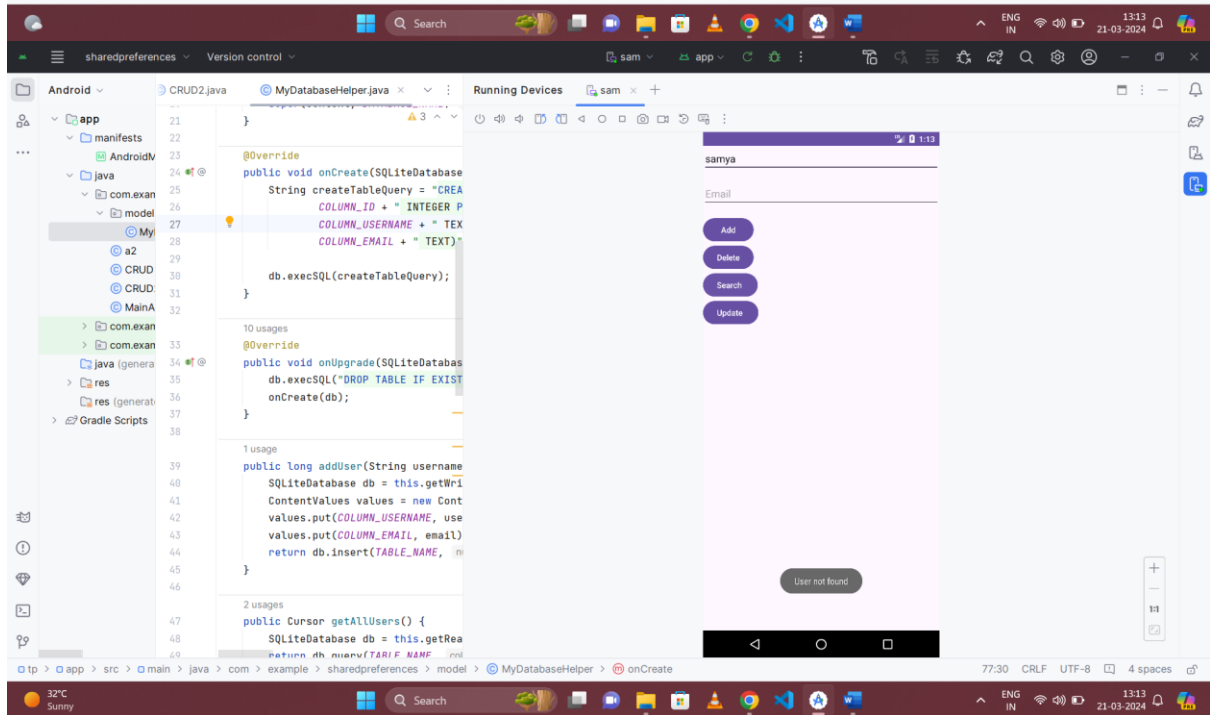 Search
ENG
IN
13:13
21-03-2024
sharedpreferences
Version control
sam
app
Android
CRUD2.java
MyDatabaseHelper.java
Running Devices
sam
app
manifests
AndroidM
java
com.exan
model
My
a2
CRUD
CRUD
MainA
com.exan
com.exan
java (genera
res
res (generat
Gradle Scripts
3
21 }
22
23 @Override
24 public void onCreate(SQLiteDatabase
25 String createTableQuery = "CREA
26 COLUMN_ID + " INTEGER P
27 COLUMN_USERNAME + " TEX
28 COLUMN_EMAIL + " TEXT)"
29
30 db.execSQL(createTableQuery);
31 }
32
10 usages
33 @Override
34 public void onUpgrade(SQLiteDatabas
35 db.execSQL("DROP TABLE IF EXIST
36 onCreate(db);
37 }
38
1 usage
39 public long addUser(String username
40 SQLiteDatabase db = this.getWri
41 ContentValues values = new Cont
42 values.put(COLUMN_USERNAME, use
43 values.put(COLUMN_EMAIL, email)
44 return db.insert(TABLE_NAME,
45 }
46
2 usages
47 public Cursor getAllUsers() {
48 SQLiteDatabase db = this.getRea
49 return db.query(TABLE_NAME, col
1:13
samya
Email
Add
Delete
Search
Update
User not found
1:1
tp > app > src > main > java > com > example > sharedpreferences > model > MyDatabaseHelper > onCreate
77:30 CRLF UTF-8 4 spaces
32°C
Sunny
Search
ENG
IN
13:13
21-03-2024